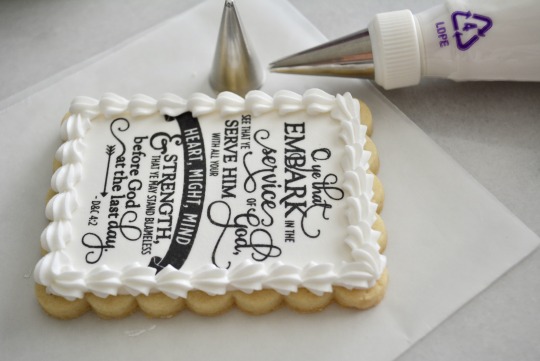 O ye that
EMBARK IN THE
service OF God,
SEE THAT YE
SERVE HIM
WITH ALL YOUR
HEART, MIGHT, MIND
& STRENGTH,
THAT YE MAY STAND BLAMELESS
before God
at the last day.
- D&C 4:2
4
LDPE